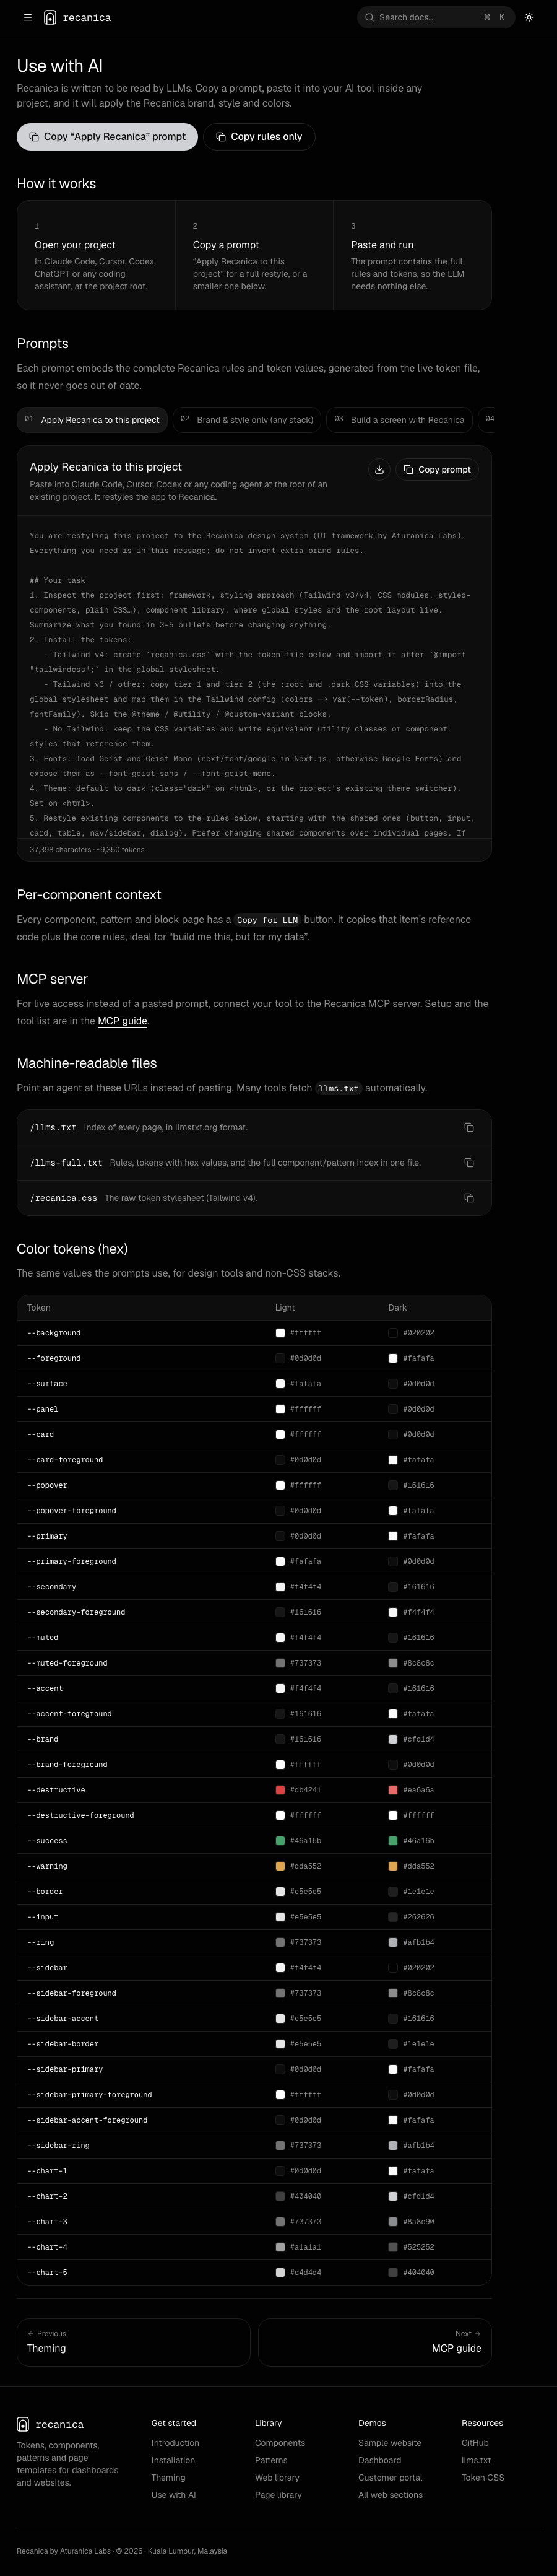 recanica
Search docs...
⌘ K
Use with AI
Recanica is written to be read by LLMs. Copy a prompt, paste it into your AI tool inside any
project, and it will apply the Recanica brand, style and colors.
Copy “Apply Recanica” prompt
Copy rules only
How it works
1
Open your project
In Claude Code, Cursor, Codex,
ChatGPT or any coding
assistant, at the project root.
2
Copy a prompt
“Apply Recanica to this
project” for a full restyle, or a
smaller one below.
3
Paste and run
The prompt contains the full
rules and tokens, so the LLM
needs nothing else.
Prompts
Each prompt embeds the complete Recanica rules and token values, generated from the live token file,
so it never goes out of date.
01 Apply Recanica to this project
02 Brand & style only (any stack)
03 Build a screen with Recanica
04
Apply Recanica to this project
Paste into Claude Code, Cursor, Codex or any coding agent at the root of an
existing project. It restyles the app to Recanica.
Copy prompt
You are restyling this project to the Recanica design system (UI framework by Aturanica Labs).
Everything you need is in this message; do not invent extra brand rules.
## Your task
1. Inspect the project first: framework, styling approach (Tailwind v3/v4, CSS modules, styled-
components, plain CSS…), component library, where global styles and the root layout live.
Summarize what you found in 3-5 bullets before changing anything.
2. Install the tokens:
- Tailwind v4: create `recanica.css` with the token file below and import it after `@import
"tailwindcss";` in the global stylesheet.
- Tailwind v3 / other: copy tier 1 and tier 2 (the :root and .dark CSS variables) into the
global stylesheet and map them in the Tailwind config (colors → var(--token), borderRadius,
fontFamily). Skip the @theme / @utility / @custom-variant blocks.
- No Tailwind: keep the CSS variables and write equivalent utility classes or component
styles that reference them.
3. Fonts: load Geist and Geist Mono (next/font/google in Next.js, otherwise Google Fonts) and
expose them as --font-geist-sans / --font-geist-mono.
4. Theme: default to dark (class="dark" on <html>, or the project's existing theme switcher).
Set on <html>.
5. Restyle existing components to the rules below, starting with the shared ones (button, input,
card, table, nav/sidebar, dialog). Prefer changing shared components over individual pages. If
37,398 characters · ~9,350 tokens
Per-component context
Every component, pattern and block page has a Copy for LLM button. It copies that item's reference
code plus the core rules, ideal for “build me this, but for my data”.
MCP server
For live access instead of a pasted prompt, connect your tool to the Recanica MCP server. Setup and the
tool list are in the MCP guide.
Machine-readable files
Point an agent at these URLs instead of pasting. Many tools fetch llms.txt automatically.
/llms.txt Index of every page, in llmstxt.org format.
/llms-full.txt Rules, tokens with hex values, and the full component/pattern index in one file.
/recanica.css The raw token stylesheet (Tailwind v4).
Color tokens (hex)
The same values the prompts use, for design tools and non-CSS stacks.
Token Light Dark
--background #ffffff #020202
--foreground #0d0d0d #fafafa
--surface #fafafa #0d0d0d
--panel #ffffff #0d0d0d
--card #ffffff #0d0d0d
--card-foreground #0d0d0d #fafafa
--popover #ffffff #161616
--popover-foreground #0d0d0d #fafafa
--primary #0d0d0d #fafafa
--primary-foreground #fafafa #0d0d0d
--secondary #f4f4f4 #161616
--secondary-foreground #161616 #f4f4f4
--muted #f4f4f4 #161616
--muted-foreground #737373 #8c8c8c
--accent #f4f4f4 #161616
--accent-foreground #161616 #fafafa
--brand #161616 #cfd1d4
--brand-foreground #ffffff #0d0d0d
--destructive #db4241 #ea6a6a
--destructive-foreground #ffffff #ffffff
--success #46a16b #46a16b
--warning #dda552 #dda552
--border #e5e5e5 #1e1e1e
--input #e5e5e5 #262626
--ring #737373 #afb1b4
--sidebar #f4f4f4 #020202
--sidebar-foreground #737373 #8c8c8c
--sidebar-accent #e5e5e5 #161616
--sidebar-border #e5e5e5 #1e1e1e
--sidebar-primary #0d0d0d #fafafa
--sidebar-primary-foreground #ffffff #0d0d0d
--sidebar-accent-foreground #0d0d0d #fafafa
--sidebar-ring #737373 #afb1b4
--chart-1 #0d0d0d #fafafa
--chart-2 #404040 #cfd1d4
--chart-3 #737373 #8a8c90
--chart-4 #a1a1a1 #525252
--chart-5 #d4d4d4 #404040
← Previous
Theming
Next →
MCP guide
recanica
Tokens, components,
patterns and page
templates for dashboards
and websites.
Get started
Introduction
Installation
Theming
Use with AI
Library
Components
Patterns
Web library
Page library
Demos
Sample website
Dashboard
Customer portal
All web sections
Resources
GitHub
llms.txt
Token CSS
Recanica by Aturanica Labs · © 2026 · Kuala Lumpur, Malaysia